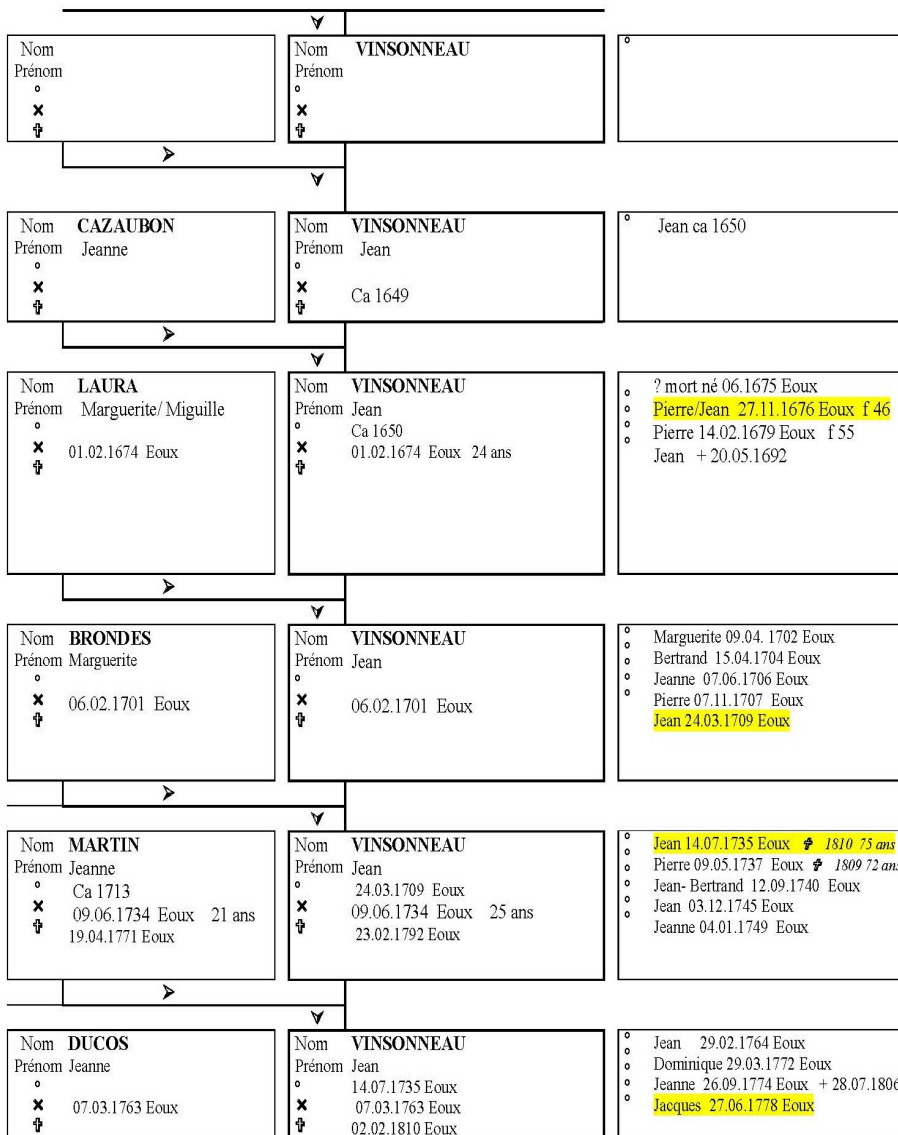 Nom
Prénom
°
×
✞
Nom VINSONNEAU
Prénom
°
×
✞
°
Nom CAZAUBON
Prénom Jeanne
°
×
✞
Nom VINSONNEAU
Prénom Jean
°
× Ca 1649
✞
° Jean ca 1650
Nom LAURA
Prénom Marguerite/ Miguille
°
× 01.02.1674 Eoux
✞
Nom VINSONNEAU
Prénom Jean
° Ca 1650
× 01.02.1674 Eoux 24 ans
✞
° ? mort né 06.1675 Eoux
° Pierre/Jean 27.11.1676 Eoux f 46
° Pierre 14.02.1679 Eoux f 55
° Jean + 20.05.1692
Nom BRONDES
Prénom Marguerite
°
× 06.02.1701 Eoux
✞
Nom VINSONNEAU
Prénom Jean
°
× 06.02.1701 Eoux
✞
° Marguerite 09.04. 1702 Eoux
° Bertrand 15.04.1704 Eoux
° Jeanne 07.06.1706 Eoux
° Pierre 07.11.1707 Eoux
° Jean 24.03.1709 Eoux
Nom MARTIN
Prénom Jeanne
° Ca 1713
× 09.06.1734 Eoux 21 ans
✞ 19.04.1771 Eoux
Nom VINSONNEAU
Prénom Jean
° 24.03.1709 Eoux
× 09.06.1734 Eoux 25 ans
✞ 23.02.1792 Eoux
° Jean 14.07.1735 Eoux ✞ 1810 75 ans
° Pierre 09.05.1737 Eoux ✞ 1809 72 ans
° Jean- Bertrand 12.09.1740 Eoux
° Jean 03.12.1745 Eoux
° Jeanne 04.01.1749 Eoux
Nom DUCOS
Prénom Jeanne
°
× 07.03.1763 Eoux
✞
Nom VINSONNEAU
Prénom Jean
° 14.07.1735 Eoux
× 07.03.1763 Eoux
✞ 02.02.1810 Eoux
° Jean 29.02.1764 Eoux
° Dominique 29.03.1772 Eoux
° Jeanne 26.09.1774 Eoux + 28.07.1806
° Jacques 27.06.1778 Eoux